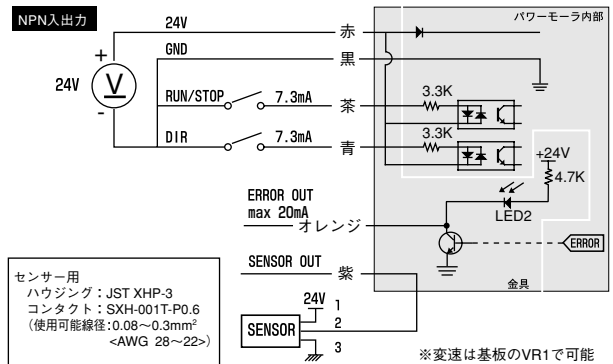 NPN入出力
パワーモーラ内部
24V
赤
GND
黒
+
24V
V
-
RUN/STOP
7.3mA
茶
3.3K
DIR
7.3mA
青
3.3K
+24V
4.7K
LED2
ERROR OUT
max 20mA
オレンジ
ERROR
SENSOR OUT
紫
金具
センサー用
ハウジング：JST XHP-3
コンタクト：SXH-001T-P0.6
（使用可能線径：0.08〜0.3mm²
<AWG 28〜22>）
24V
1
SENSOR
2
3
※変速は基板のVR1で可能